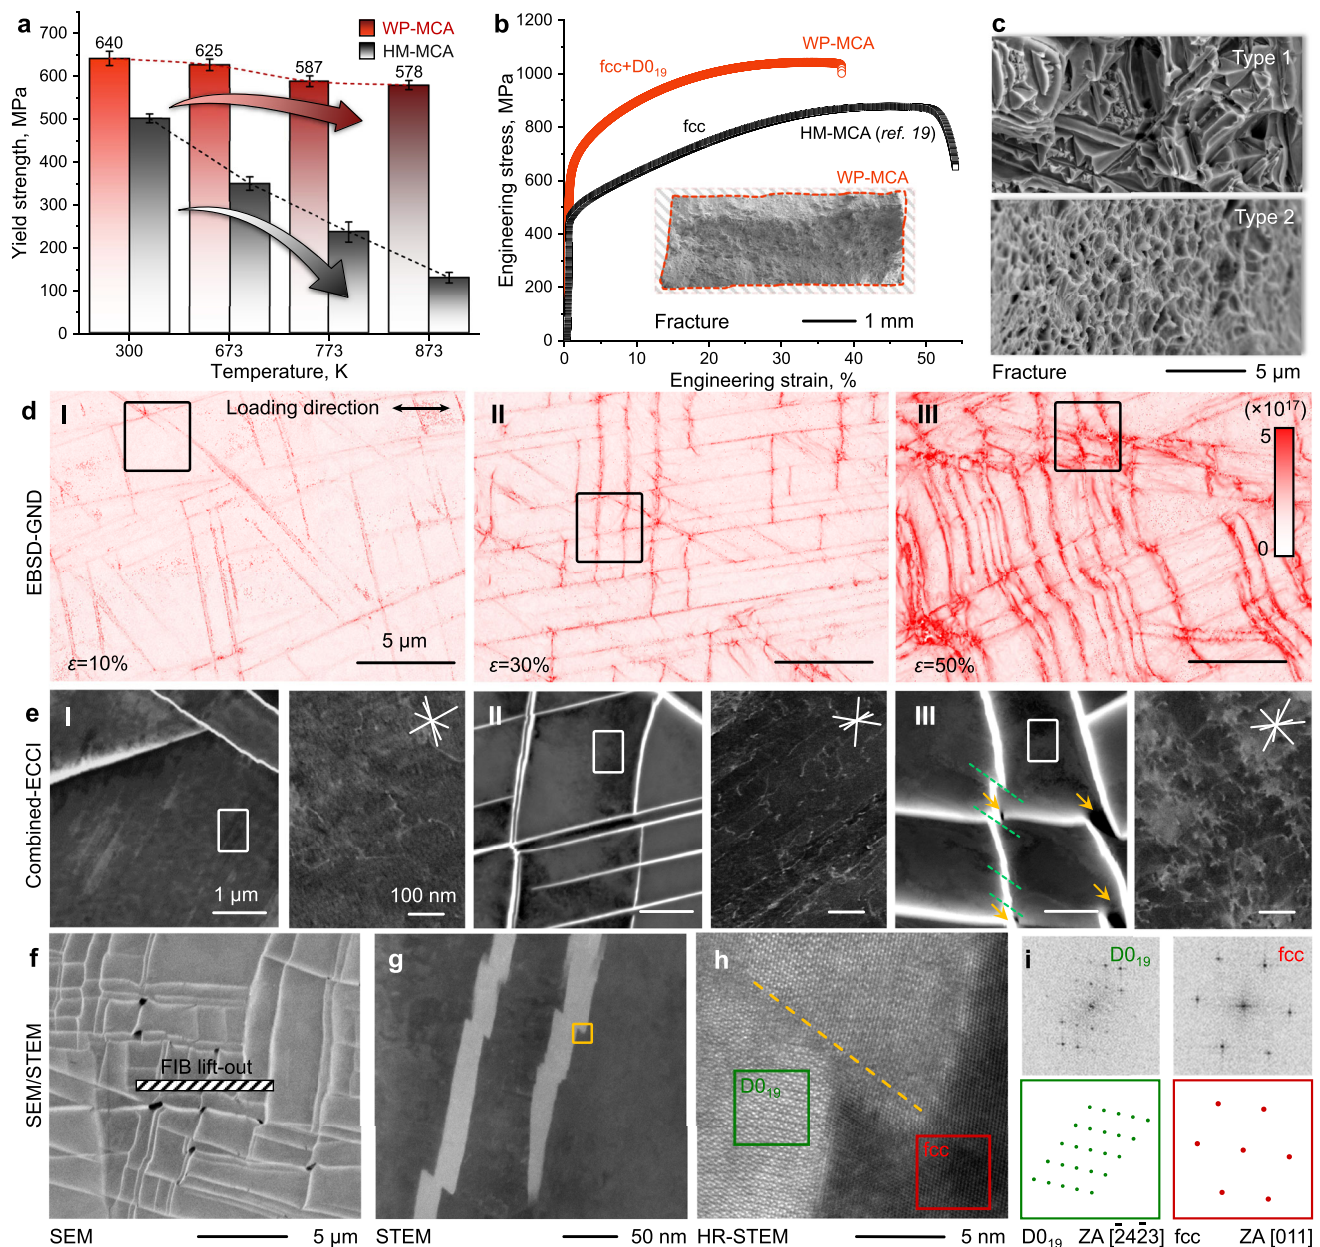 a
WP-MCA
HM-MCA
Yield strength, MPa
700
600
500
400
300
200
100
0
640
625
587
578
300
673
773
873
Temperature, K
b
Engineering stress, MPa
1200
1000
800
600
400
200
0
WP-MCA
fcc+D0₁₉
fcc
HM-MCA (ref. 19)
WP-MCA
Fracture
1 mm
0
10
20
30
40
50
Engineering strain, %
c
Type 1
Type 2
Fracture
5 µm
d
EBSD-GND
I
Loading direction
ε=10%
5 µm
II
ε=30%
III
(×10¹⁷)
5
0
ε=50%
e
Combined-ECCI
I
1 µm
100 nm
II
III
f
SEM/STEM
FIB lift-out
SEM
5 µm
g
STEM
50 nm
h
D0₁₉
fcc
HR-STEM
5 nm
i
D0₁₉
fcc
D0₁₉
ZA [2̄42̄3]
fcc
ZA [011]